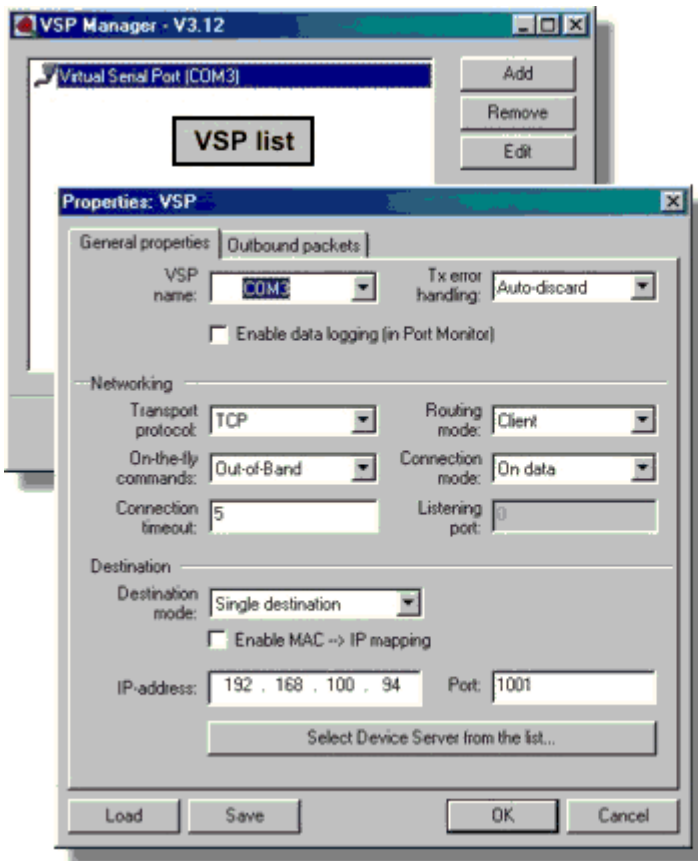 VSP Manager - V3.12
Virtual Serial Port (COM3)
Add
Remove
Edit
VSP list
Properties: VSP
General properties
Outbound packets
VSP name:
COM3
Tx error handling:
Auto-discard
Enable data logging (in Port Monitor)
Networking
Transport protocol:
TCP
Routing mode:
Client
On-the-fly commands:
Out-of-Band
Connection mode:
On data
Connection timeout:
5
Listening port:
0
Destination
Destination mode:
Single destination
Enable MAC --> IP mapping
IP-address:
192 . 168 . 100 . 94
Port:
1001
Select Device Server from the list...
Load
Save
OK
Cancel